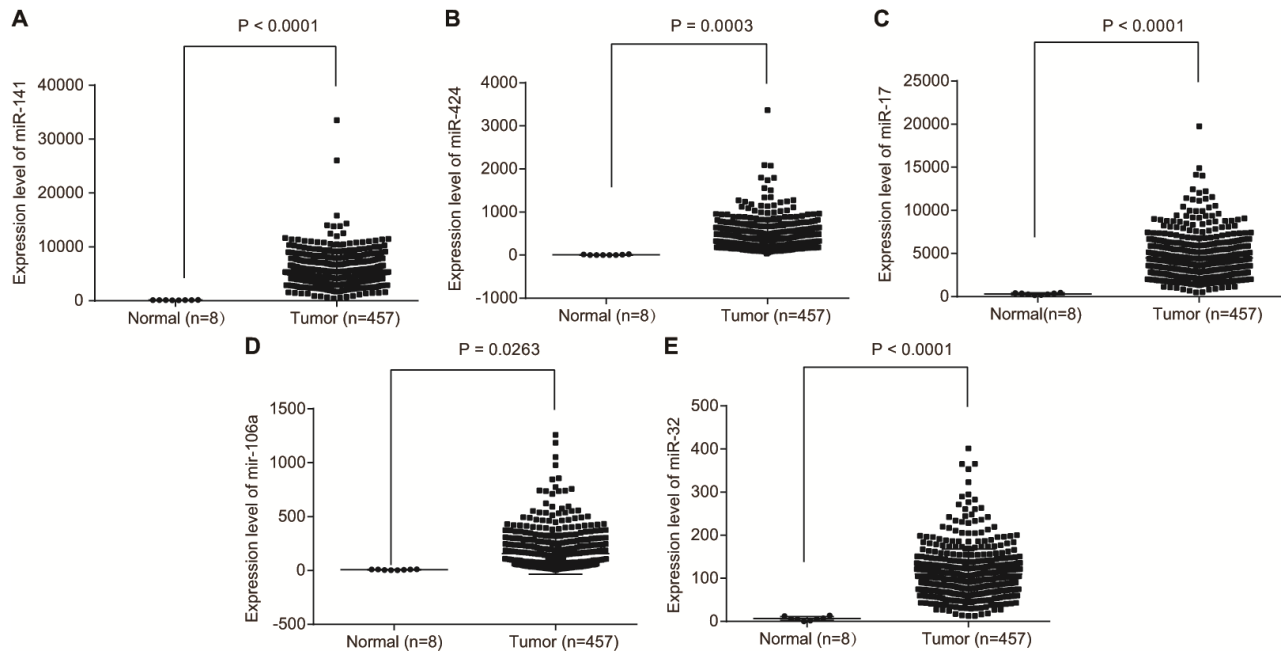 A
P < 0.0001
Expression level of miR-141
40000
30000
20000
10000
0
Normal (n=8)
Tumor (n=457)
B
P = 0.0003
Expression level of miR-424
4000
3000
2000
1000
0
-1000
Normal (n=8)
Tumor (n=457)
C
P < 0.0001
Expression level of miR-17
25000
20000
15000
10000
5000
0
Normal(n=8)
Tumor (n=457)
D
P = 0.0263
Expression level of mir-106a
1500
1000
500
0
-500
Normal (n=8)
Tumor (n=457)
E
P < 0.0001
Expression level of miR-32
500
400
300
200
100
0
Normal (n=8)
Tumor (n=457)